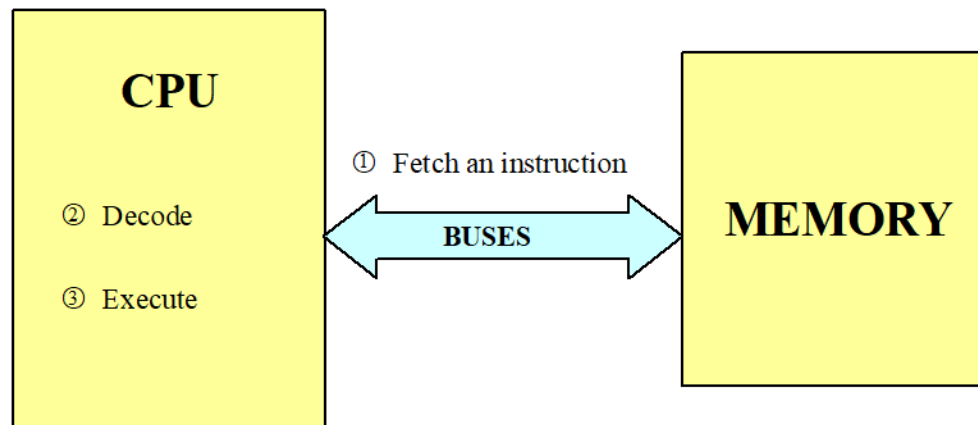 CPU
① Fetch an instruction
② Decode
MEMORY
BUSES
③ Execute